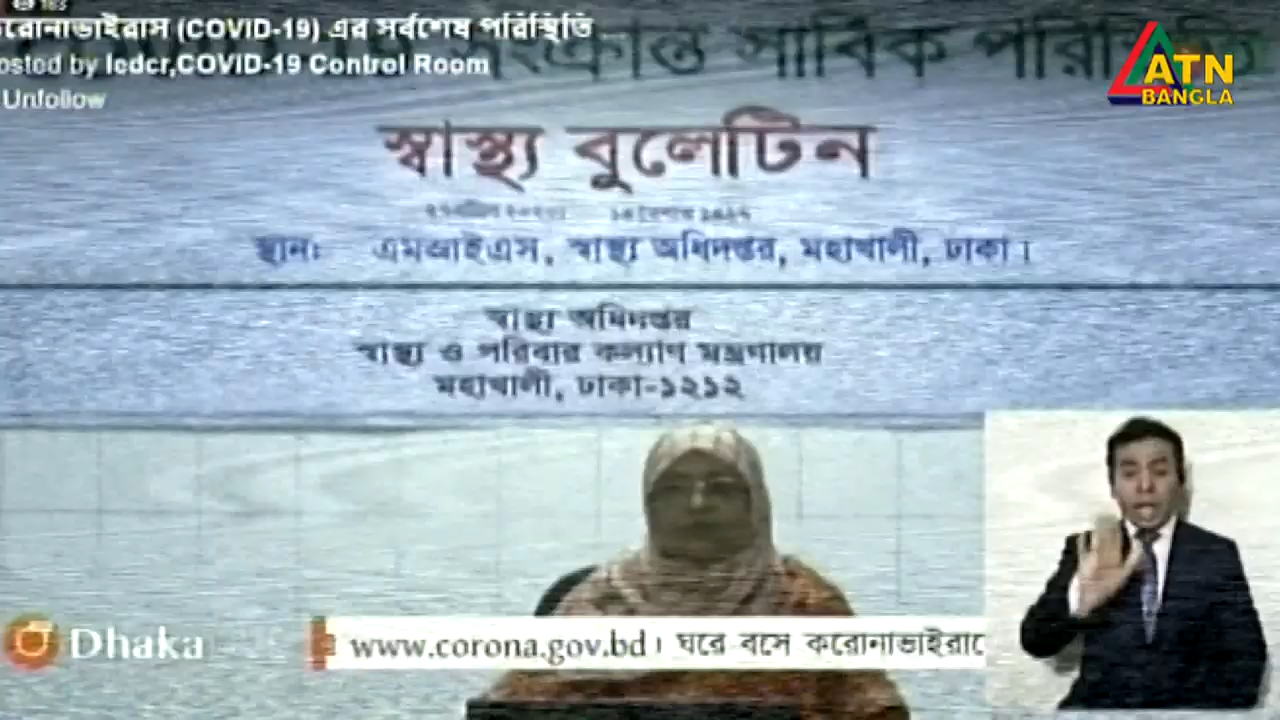 183
করোনাভাইরাস (COVID-19) এর সর্বশেষ পরিস্থিতি ...
osted by Iedcr,COVID-19 Control Room
Unfollow
সংক্রান্ত সার্বিক
ATN
BANGLA
স্বাস্থ্য বুলেটিন
স্থান: এমআইএস, স্বাস্থ্য অধিদপ্তর, মহাখালী, ঢাকা।
স্বাস্থ্য অধিদপ্তর
স্বাস্থ্য ও পরিবার কল্যাণ মন্ত্রণালয়
মহাখালী, ঢাকা-১২১২
Dhaka
www.corona.gov.bd। ঘরে বসে করোনাভাইরাসে